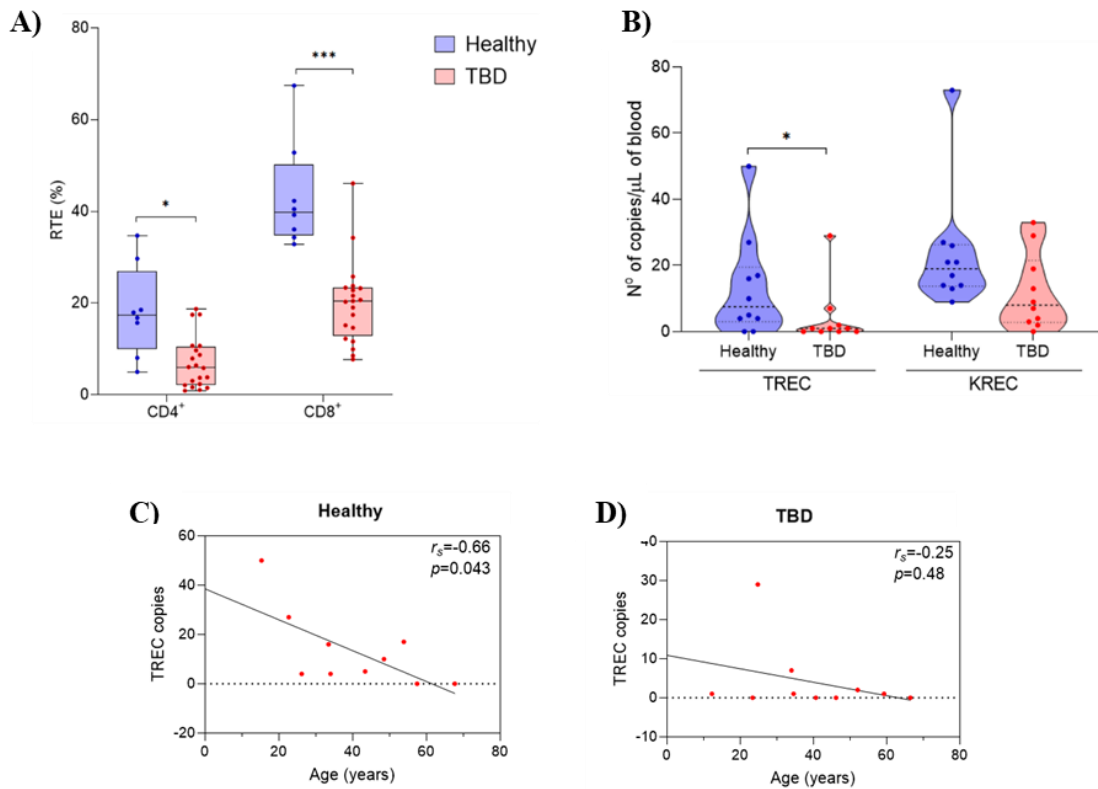 A)
80
60
40
20
0
RTE (%)
CD4+
CD8+
*
***
Healthy
TBD
B)
80
60
40
20
0
Nº of copies/µL of blood
*
Healthy TBD Healthy TBD
TREC KREC
C)
Healthy
rs=-0.66
p=0.043
60
40
20
0
-20
TREC copies
0 20 40 60 80
Age (years)
D)
TBD
rs=-0.25
p=0.48
-0
30
20
10
0
-10
TREC copies
0 20 40 60 80
Age (years)